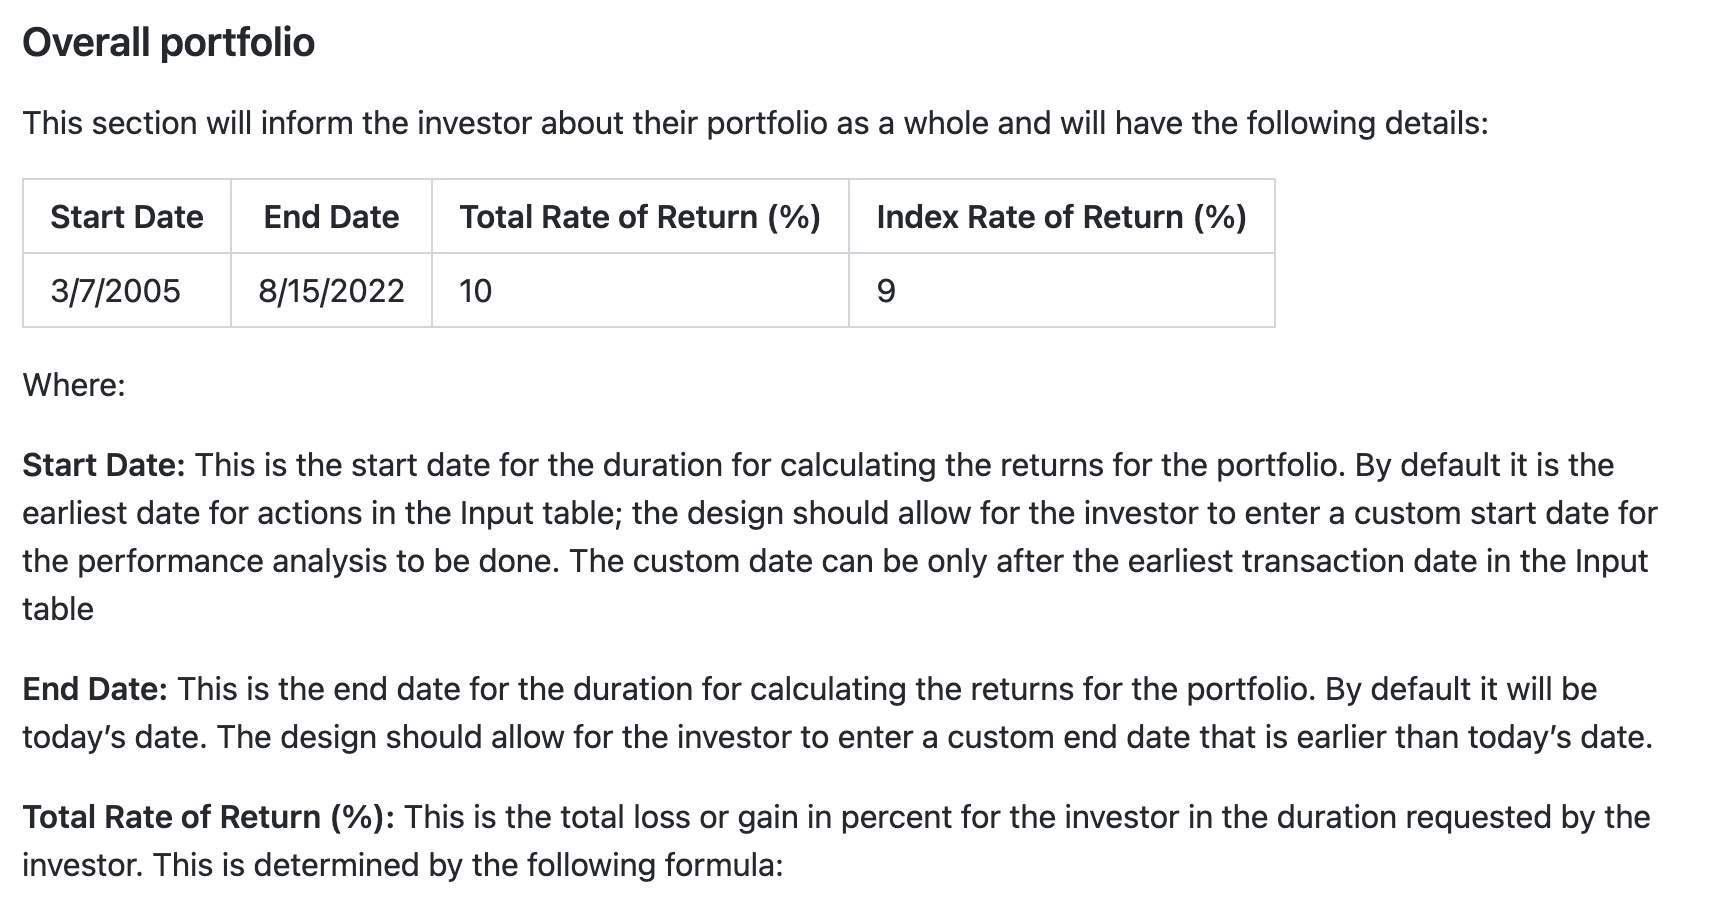 Overall portfolio
This section will inform the investor about their portfolio as a whole and will have the following details:
Start Date End Date Total Rate of Return (%) Index Rate of Return (%)
3/7/2005 8/15/2022 10 9
Where:
Start Date: This is the start date for the duration for calculating the returns for the portfolio. By default it is the
earliest date for actions in the Input table; the design should allow for the investor to enter a custom start date for
the performance analysis to be done. The custom date can be only after the earliest transaction date in the Input
table
End Date: This is the end date for the duration for calculating the returns for the portfolio. By default it will be
today’s date. The design should allow for the investor to enter a custom end date that is earlier than today’s date.
Total Rate of Return (%): This is the total loss or gain in percent for the investor in the duration requested by the
investor. This is determined by the following formula: